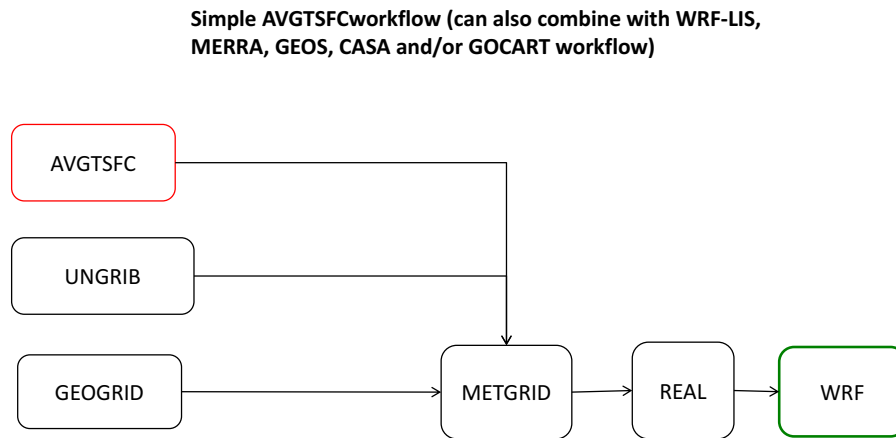 Simple AVGTSFCworkflow (can also combine with WRF-LIS,
MERRA, GEOS, CASA and/or GOCART workflow)
AVGTSFC
UNGRIB
GEOGRID
METGRID
REAL
WRF